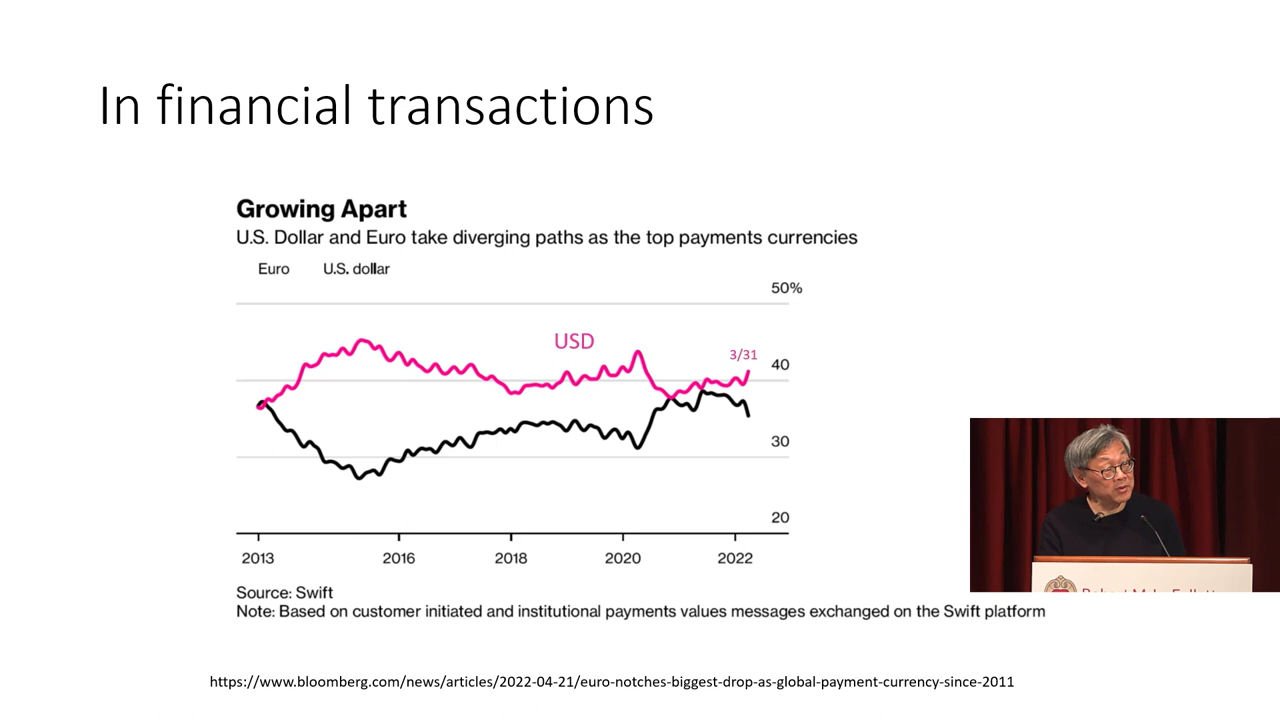 In financial transactions
Growing Apart
U.S. Dollar and Euro take diverging paths as the top payments currencies
Euro U.S. dollar
50%
USD
3/31
40
30
20
2013 2016 2018 2020 2022
Source: Swift
Note: Based on customer initiated and institutional payments values messages exchanged on the Swift platform
https://www.bloomberg.com/news/articles/2022-04-21/euro-notches-biggest-drop-as-global-payment-currency-since-2011